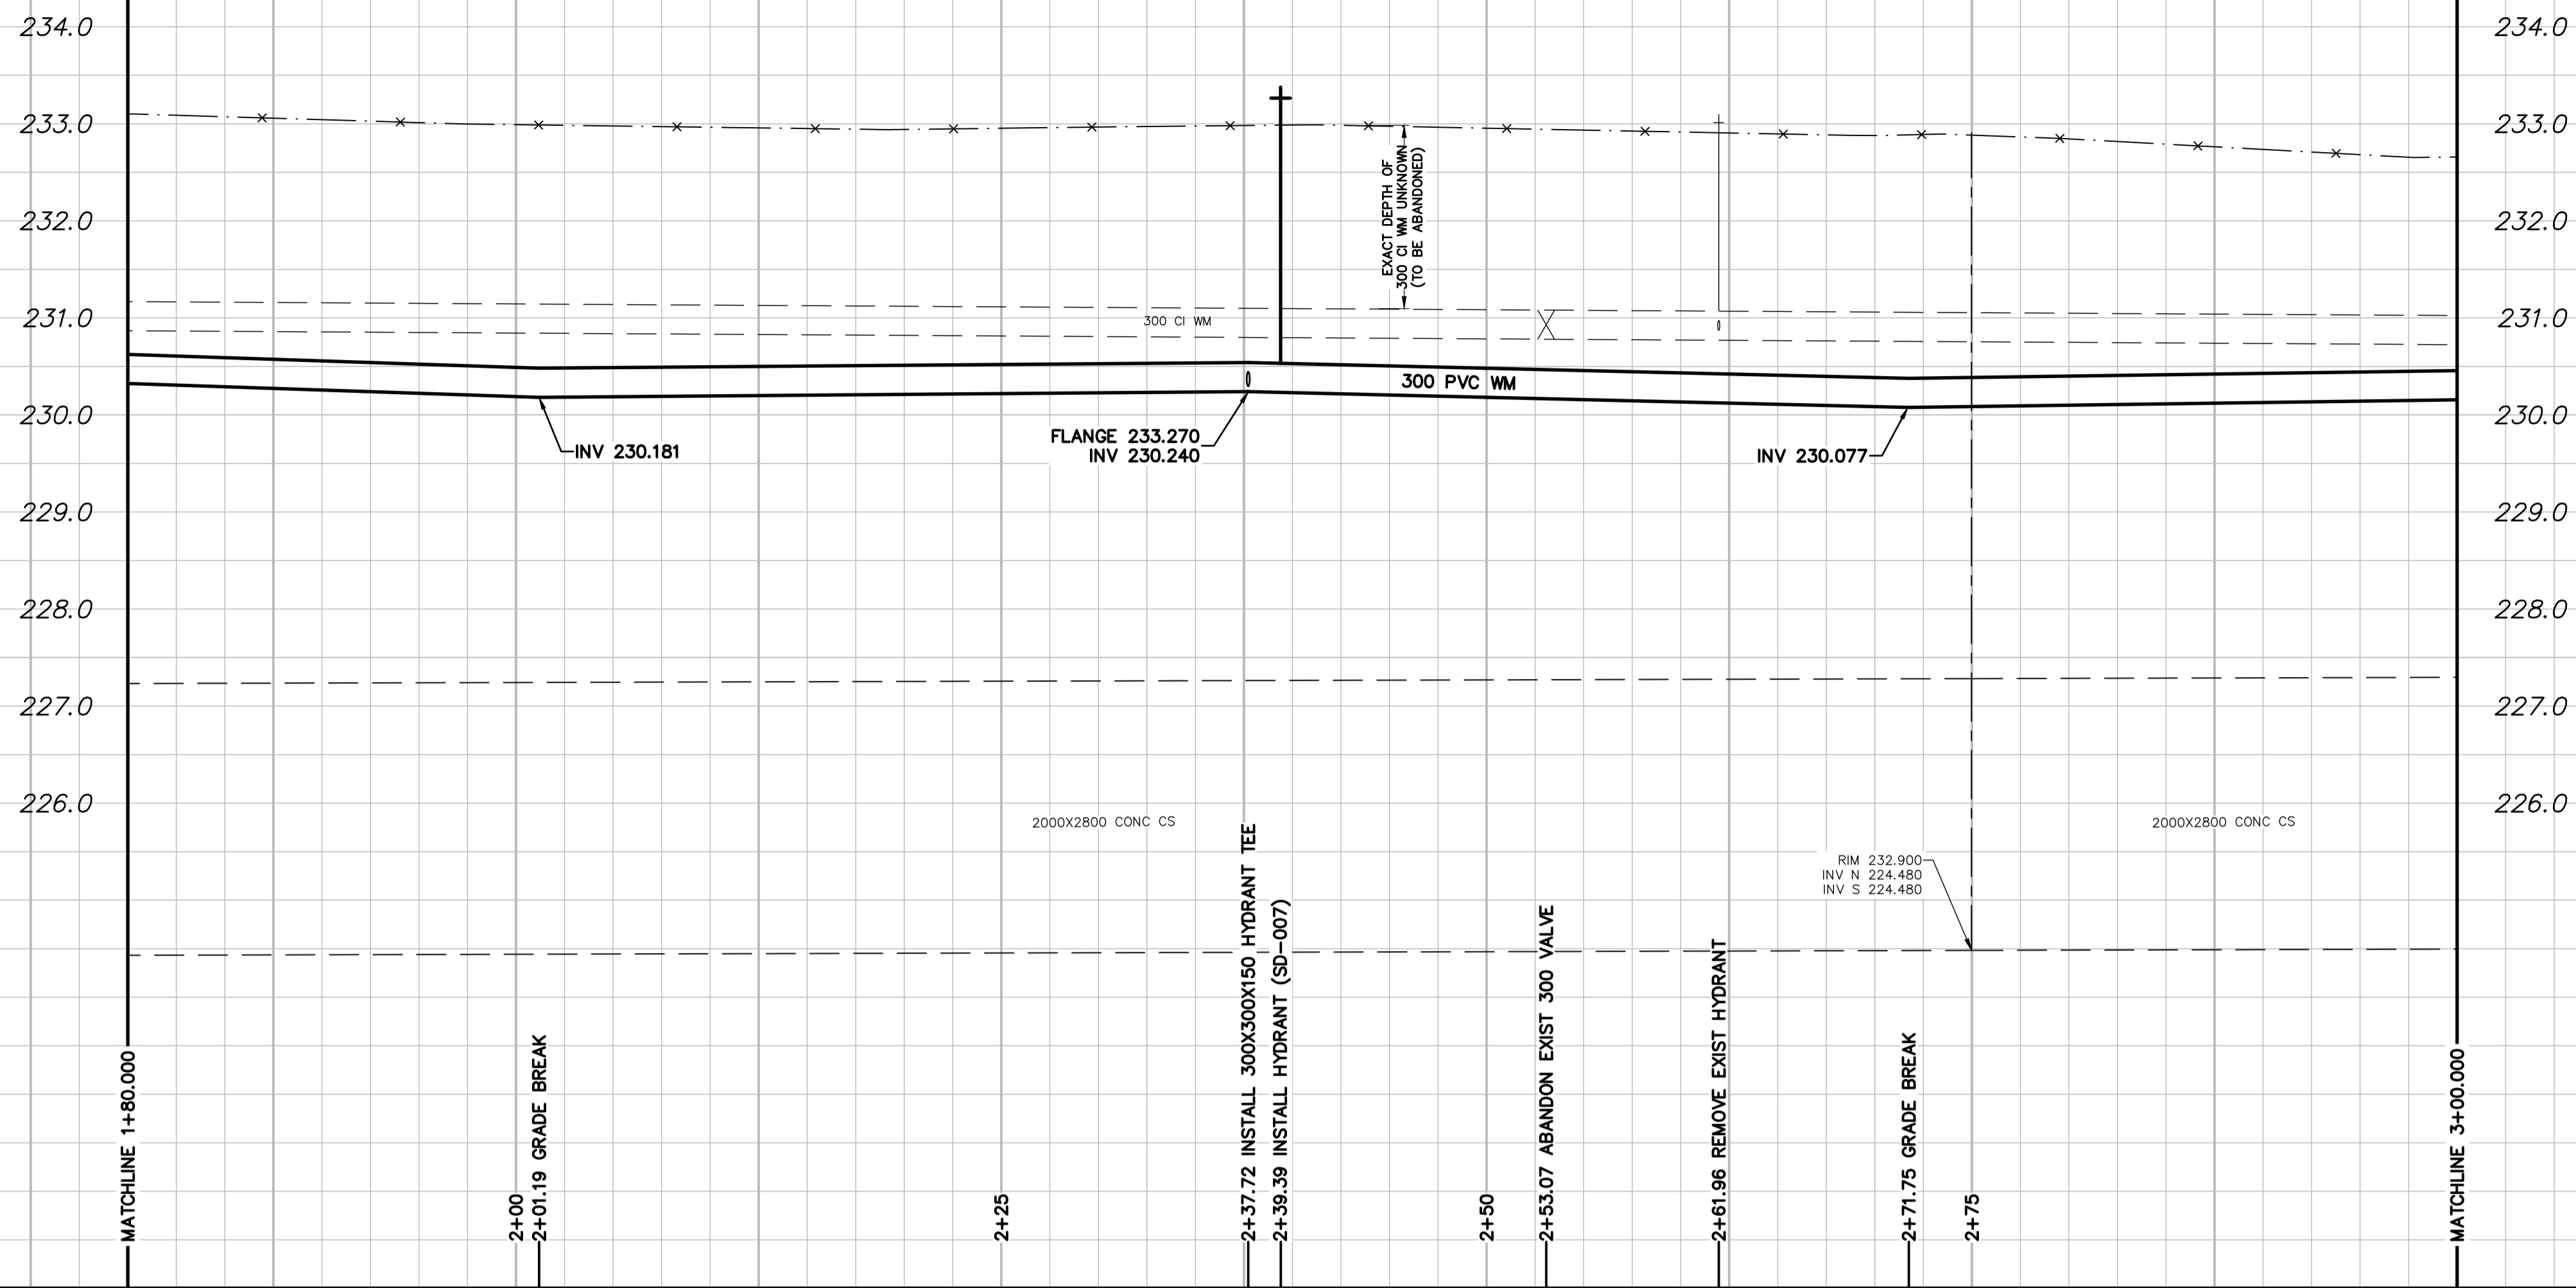 234.0
234.0
233.0
233.0
EXACT DEPTH OF
300 CI WM UNKNOWN
(TO BE ABANDONED)
232.0
232.0
231.0
300 CI WM
231.0
300 PVC WM
230.0
230.0
INV 230.181
FLANGE 233.270
INV 230.240
INV 230.077
229.0
229.0
228.0
228.0
227.0
227.0
226.0
226.0
2000X2800 CONC CS
2000X2800 CONC CS
RIM 232.900
INV N 224.480
INV S 224.480
MATCHLINE 1+80.000
2+00
2+01.19 GRADE BREAK
2+25
2+37.72 INSTALL 300X300X150 HYDRANT TEE
2+39.39 INSTALL HYDRANT (SD-007)
2+50
2+53.07 ABANDON EXIST 300 VALVE
2+61.96 REMOVE EXIST HYDRANT
2+71.75 GRADE BREAK
2+75
MATCHLINE 3+00.000